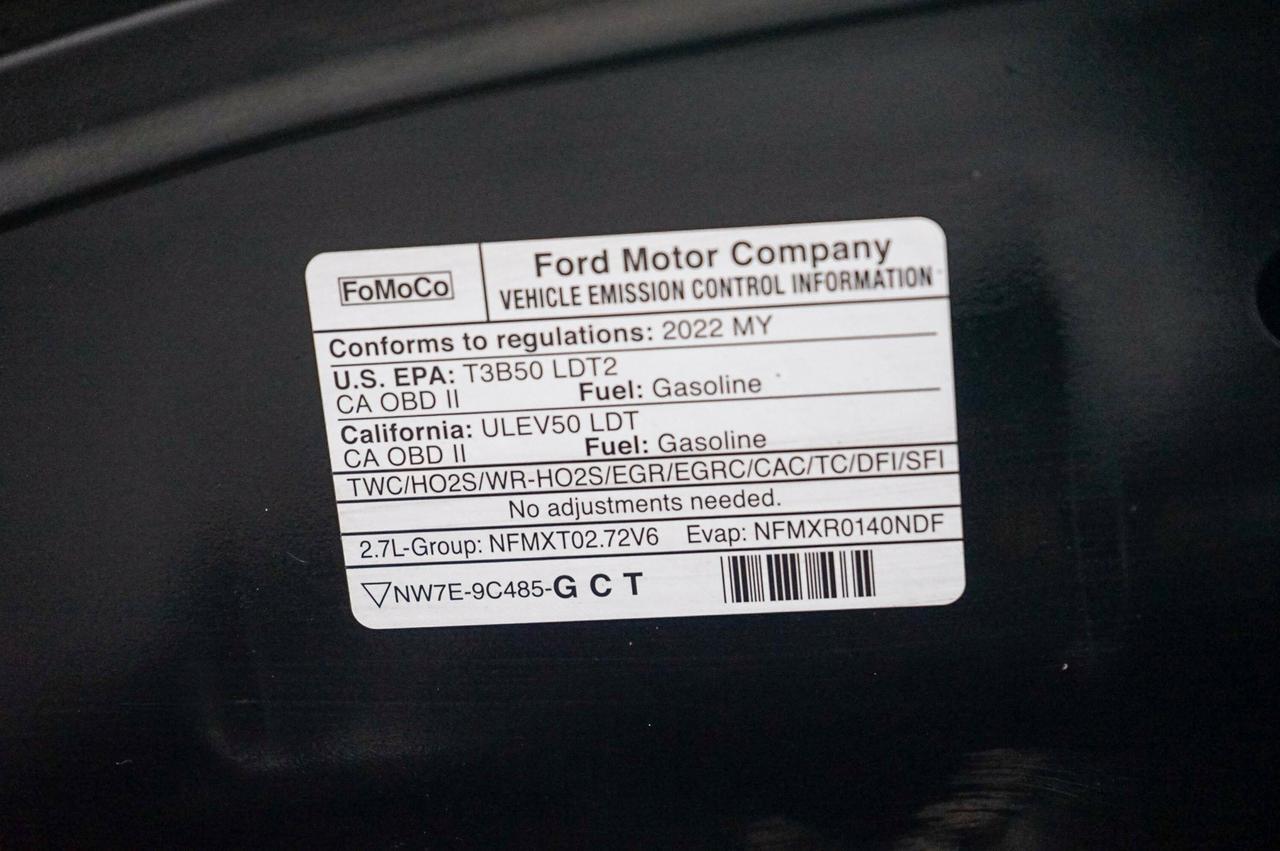 FoMoCo
Ford Motor Company
VEHICLE EMISSION CONTROL INFORMATION
Conforms to regulations: 2022 MY
U.S. EPA: T3B50 LDT2
CA OBD II Fuel: Gasoline
California: ULEV50 LDT
CA OBD II Fuel: Gasoline
TWC/HO2S/WR-HO2S/EGR/EGRC/CAC/TC/DFI/SFI
No adjustments needed.
2.7L-Group: NFMXT02.72V6 Evap: NFMXR0140NDF
▽NW7E-9C485-G C T